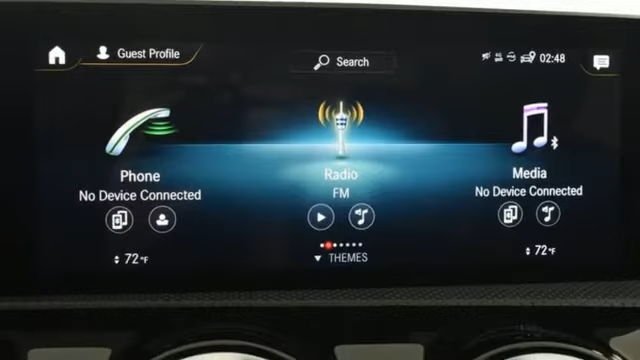 Guest Profile
Search
02:48
Phone
No Device Connected
Radio
FM
Media
No Device Connected
72°F
THEMES
72°F